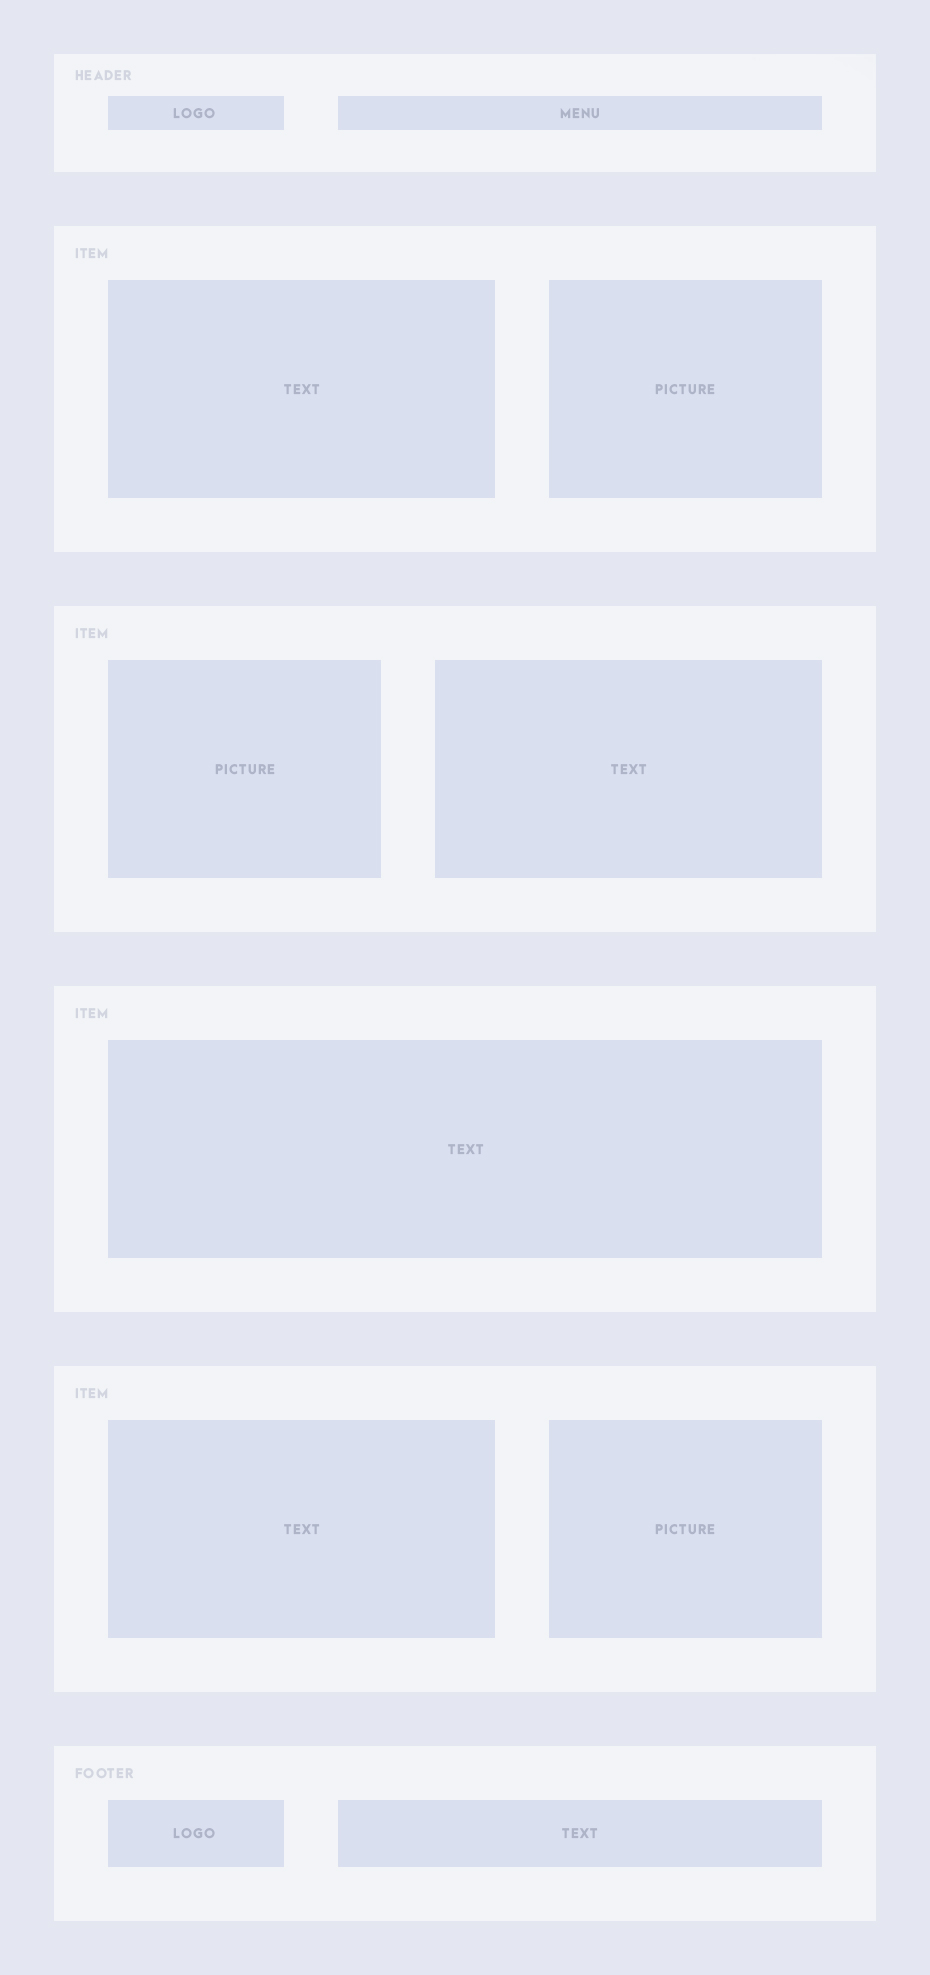 HEADER
LOGO MENU
ITEM
TEXT PICTURE
ITEM
PICTURE TEXT
ITEM
TEXT
ITEM
TEXT PICTURE
FOOTER
LOGO TEXT